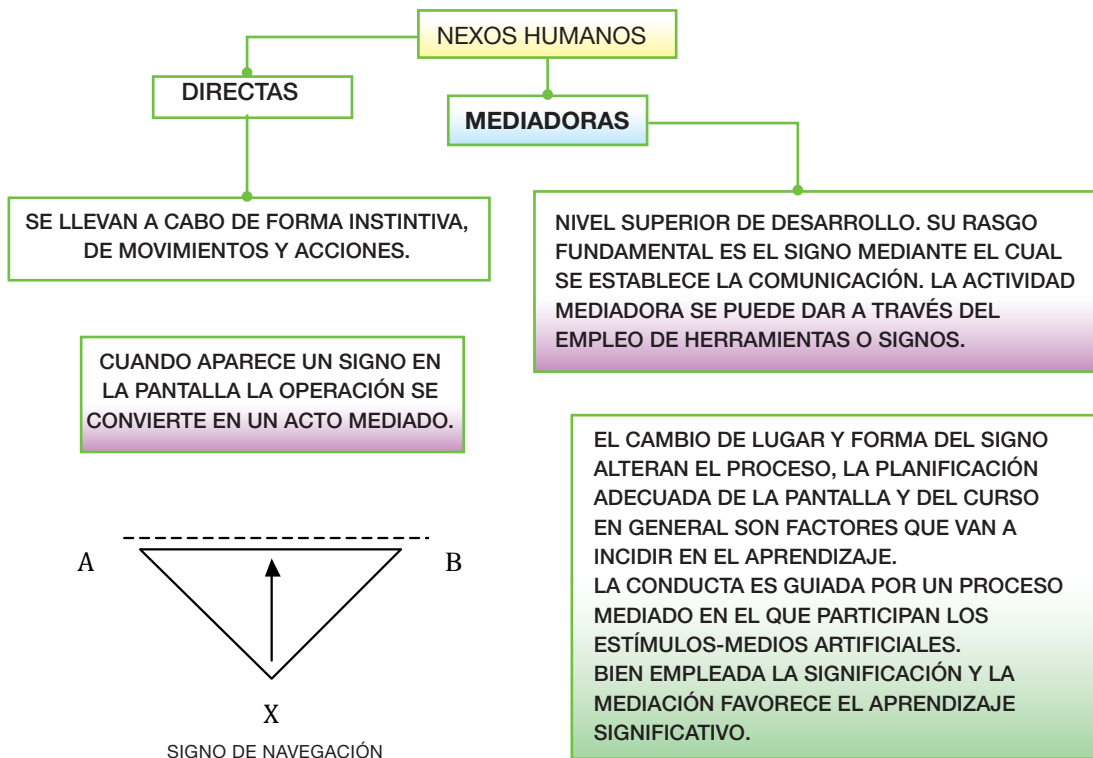 NEXOS HUMANOS
DIRECTAS
MEDIADORAS
SE LLEVAN A CABO DE FORMA INSTINTIVA,
DE MOVIMIENTOS Y ACCIONES.
NIVEL SUPERIOR DE DESARROLLO. SU RASGO
FUNDAMENTAL ES EL SIGNO MEDIANTE EL CUAL
SE ESTABLECE LA COMUNICACIÓN. LA ACTIVIDAD
MEDIADORA SE PUEDE DAR A TRAVÉS DEL
EMPLEO DE HERRAMIENTAS O SIGNOS.
CUANDO APARECE UN SIGNO EN
LA PANTALLA LA OPERACIÓN SE
CONVIERTE EN UN ACTO MEDIADO.
EL CAMBIO DE LUGAR Y FORMA DEL SIGNO
ALTERAN EL PROCESO, LA PLANIFICACIÓN
ADECUADA DE LA PANTALLA Y DEL CURSO
EN GENERAL SON FACTORES QUE VAN A
INCIDIR EN EL APRENDIZAJE.
LA CONDUCTA ES GUIADA POR UN PROCESO
MEDIADO EN EL QUE PARTICIPAN LOS
ESTÍMULOS-MEDIOS ARTIFICIALES.
BIEN EMPLEADA LA SIGNIFICACIÓN Y LA
MEDIACIÓN FAVORECE EL APRENDIZAJE
SIGNIFICATIVO.
A
B
X
SIGNO DE NAVEGACIÓN